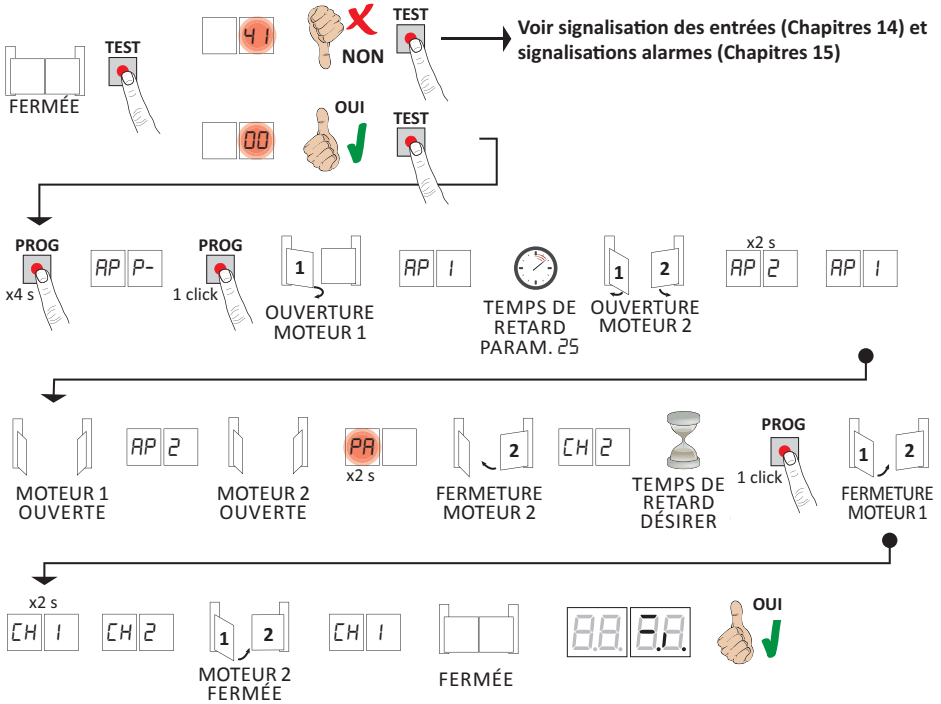 TEST
41
NON
TEST
Voir signalisation des entrées (Chapitres 14) et
signalisations alarmes (Chapitres 15)
FERMÉE
00
OUI
TEST
PROG
x4 s
AP P-
PROG
1 click
1
OUVERTURE
MOTEUR 1
AP 1
TEMPS DE
RETARD
PARAM. 25
1 2
OUVERTURE
MOTEUR 2
x2 s
AP 2
AP 1
MOTEUR 1
OUVERTE
AP 2
MOTEUR 2
OUVERTE
PA
x2 s
2
FERMETURE
MOTEUR 2
CH 2
TEMPS DE
RETARD
DÉSIRER
PROG
1 click
1 2
FERMETURE
MOTEUR 1
x2 s
CH 1
CH 2
1 2
MOTEUR 2
FERMÉE
CH 1
FERMÉE
OUI